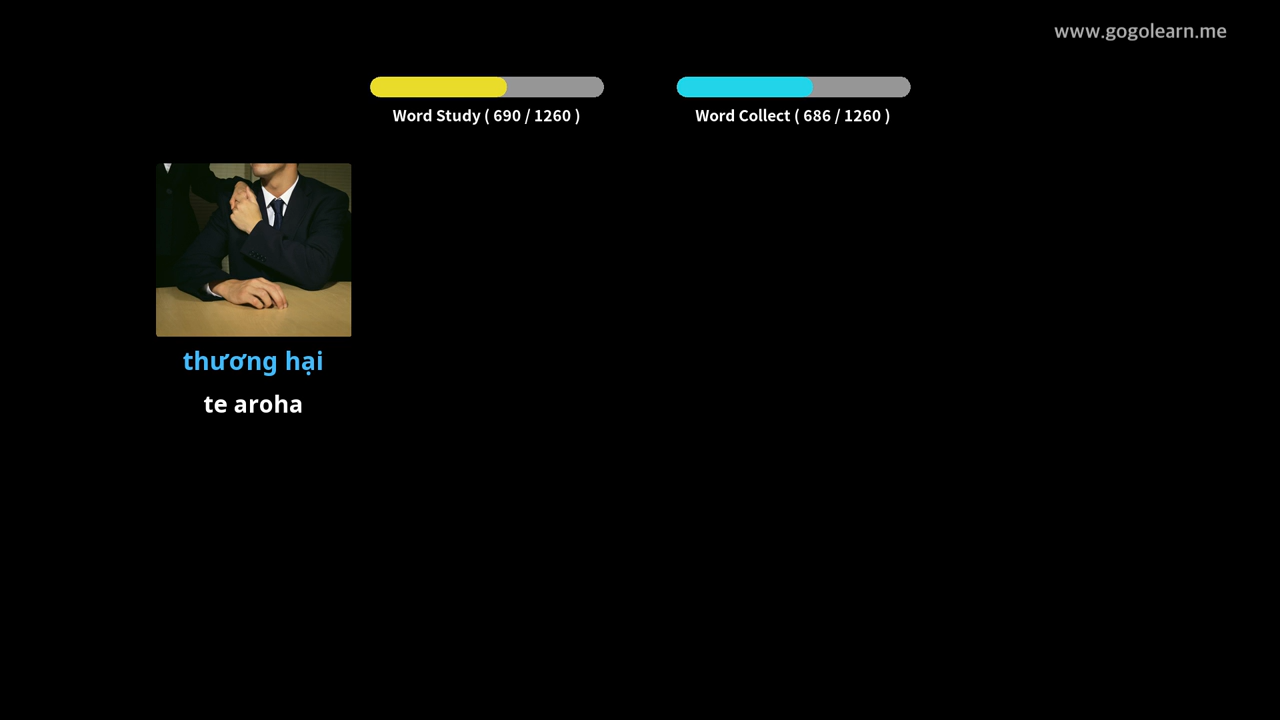 www.gogolearn.me
Word Study ( 690 / 1260 )
Word Collect ( 686 / 1260 )
thương hại
te aroha